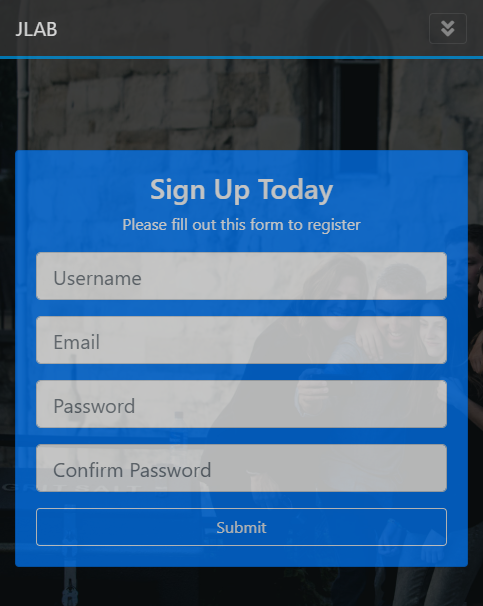 JLAB
Sign Up Today
Please fill out this form to register
Username
Email
Password
Confirm Password
Submit